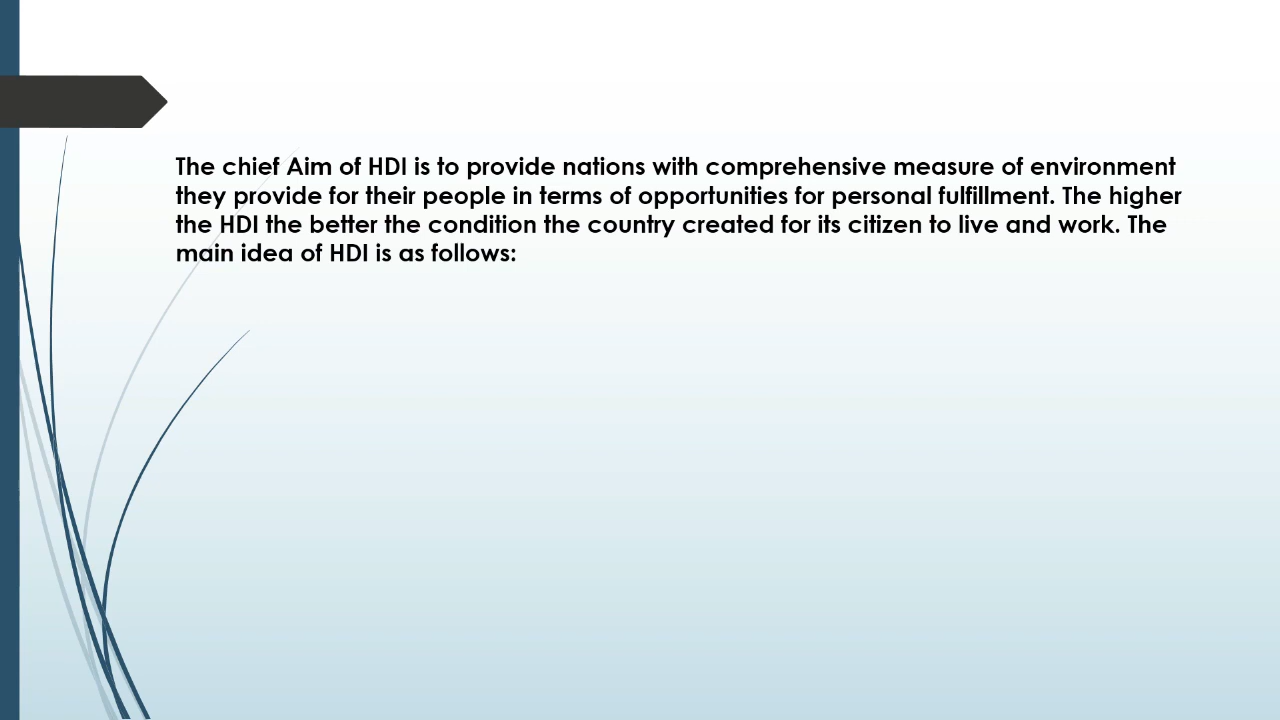 The chief Aim of HDI is to provide nations with comprehensive measure of environment
they provide for their people in terms of opportunities for personal fulfillment. The higher
the HDI the better the condition the country created for its citizen to live and work. The
main idea of HDI is as follows: